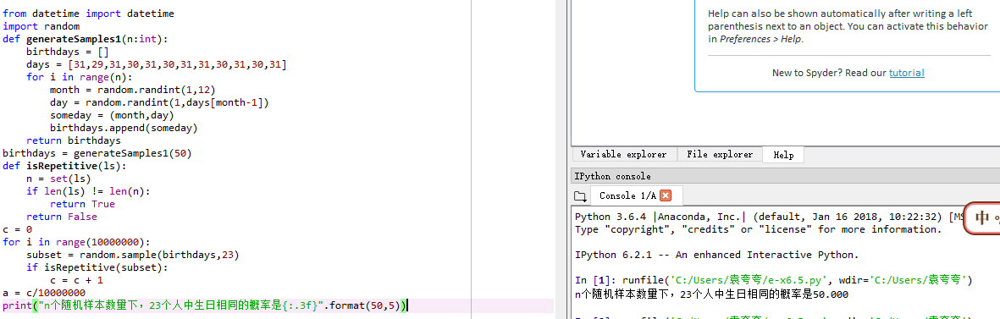 from datetime import datetime
import random
def generateSamples1(n:int):
    birthdays = []
    days = [31,29,31,30,31,30,31,31,30,31,30,31]
    for i in range(n):
        month = random.randint(1,12)
        day = random.randint(1,days[month-1])
        someday = (month,day)
        birthdays.append(someday)
    return birthdays
birthdays = generateSamples1(50)
def isRepetitive(ls):
    n = set(ls)
    if len(ls) != len(n):
        return True
    return False
c = 0
for i in range(10000000):
    subset = random.sample(birthdays,23)
    if isRepetitive(subset):
        c = c + 1
a = c/10000000
print("n个随机样本数里下，23个人中生日相同的概率是{:.3f}".format(50,5))
Help can also be shown automatically after writing a left
parenthesis next to an object. You can activate this behavior
in Preferences > Help.
New to Spyder? Read our tutorial
Variable explorer
File explorer
Help
IPython console
Console 1/A
Python 3.6.4 |Anaconda, Inc.| (default, Jan 16 2018, 10:22:32) [MS
Type "copyright", "credits" or "license" for more information.
IPython 6.2.1 -- An enhanced Interactive Python.
In [1]: runfile('C:/Users/袁夸夸/e-x6.5.py', wdir='C:/Users/袁夸夸')
n个随机样本数里下，23个人中生日相同的概率是50.000
中